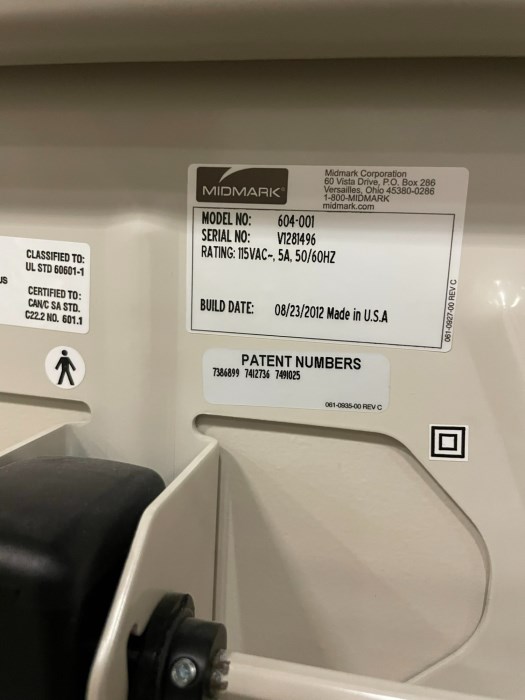 MIDMARK®
Midmark Corporation
60 Vista Drive, P.O. Box 286
Versailles, Ohio 45380-0286
1-800-MIDMARK
midmark.com
MODEL NO: 604-001
SERIAL NO: V1281496
RATING: 115VAC~, 5A, 50/60HZ
BUILD DATE: 08/23/2012 Made in U.S.A
061-0927-00 REV C
CLASSIFIED TO:
UL STD 60601-1
US
CERTIFIED TO:
CAN/C SA STD.
C22.2 NO. 601.1
PATENT NUMBERS
7386899 7412736 7491025
061-0935-00 REV C